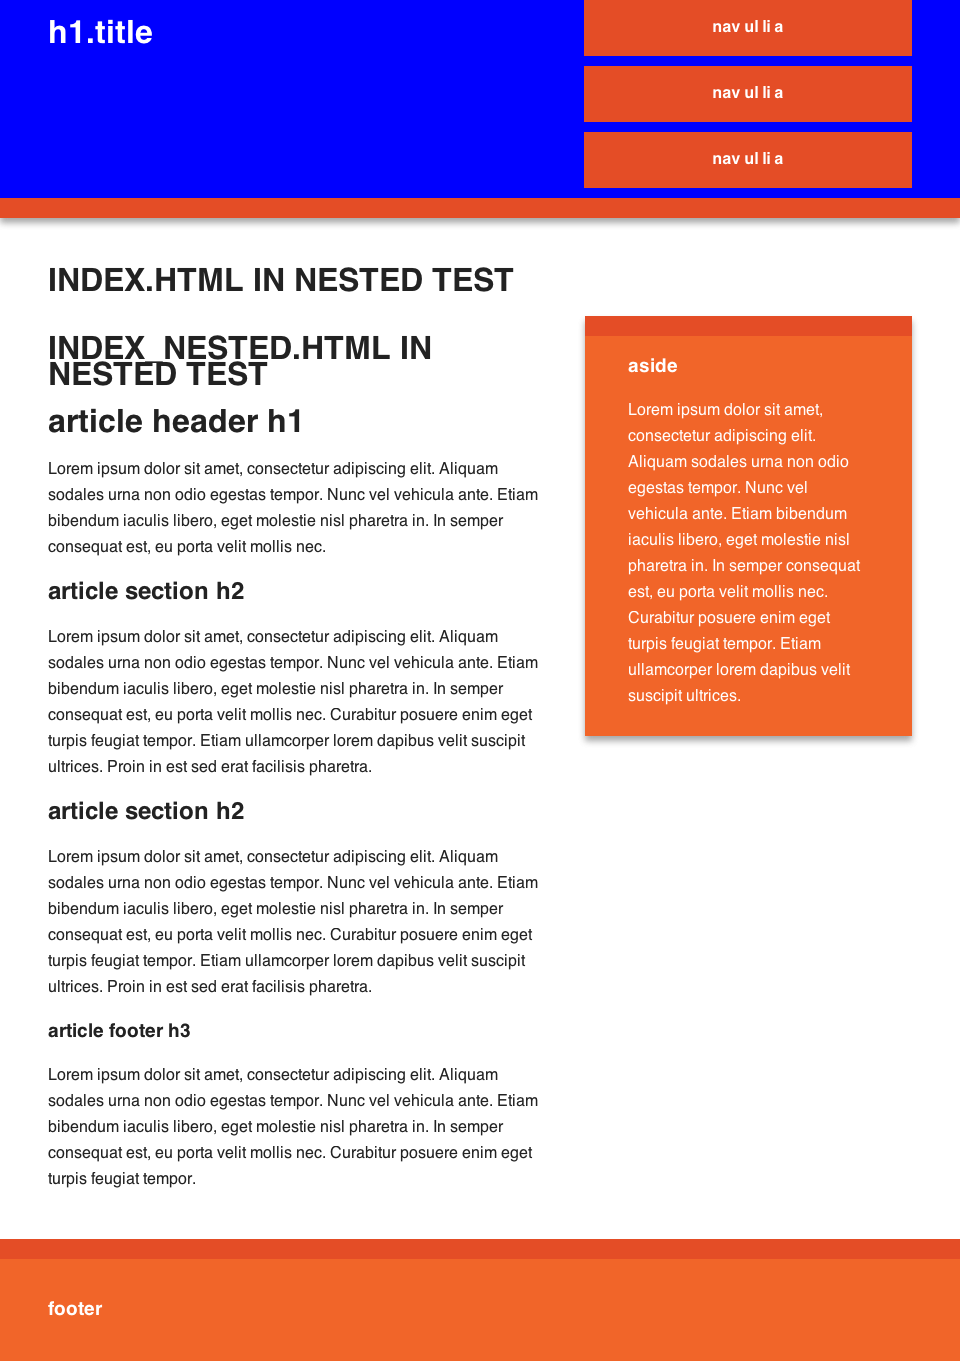 h1.title
nav ul li a
nav ul li a
nav ul li a
INDEX.HTML IN NESTED TEST
INDEX_NESTED.HTML IN
NESTED TEST
article header h1
Lorem ipsum dolor sit amet, consectetur adipiscing elit. Aliquam
sodales urna non odio egestas tempor. Nunc vel vehicula ante. Etiam
bibendum iaculis libero, eget molestie nisl pharetra in. In semper
consequat est, eu porta velit mollis nec.
article section h2
Lorem ipsum dolor sit amet, consectetur adipiscing elit. Aliquam
sodales urna non odio egestas tempor. Nunc vel vehicula ante. Etiam
bibendum iaculis libero, eget molestie nisl pharetra in. In semper
consequat est, eu porta velit mollis nec. Curabitur posuere enim eget
turpis feugiat tempor. Etiam ullamcorper lorem dapibus velit suscipit
ultrices. Proin in est sed erat facilisis pharetra.
article section h2
Lorem ipsum dolor sit amet, consectetur adipiscing elit. Aliquam
sodales urna non odio egestas tempor. Nunc vel vehicula ante. Etiam
bibendum iaculis libero, eget molestie nisl pharetra in. In semper
consequat est, eu porta velit mollis nec. Curabitur posuere enim eget
turpis feugiat tempor. Etiam ullamcorper lorem dapibus velit suscipit
ultrices. Proin in est sed erat facilisis pharetra.
article footer h3
Lorem ipsum dolor sit amet, consectetur adipiscing elit. Aliquam
sodales urna non odio egestas tempor. Nunc vel vehicula ante. Etiam
bibendum iaculis libero, eget molestie nisl pharetra in. In semper
consequat est, eu porta velit mollis nec. Curabitur posuere enim eget
turpis feugiat tempor.
aside
Lorem ipsum dolor sit amet,
consectetur adipiscing elit.
Aliquam sodales urna non odio
egestas tempor. Nunc vel
vehicula ante. Etiam bibendum
iaculis libero, eget molestie nisl
pharetra in. In semper consequat
est, eu porta velit mollis nec.
Curabitur posuere enim eget
turpis feugiat tempor. Etiam
ullamcorper lorem dapibus velit
suscipit ultrices.
footer